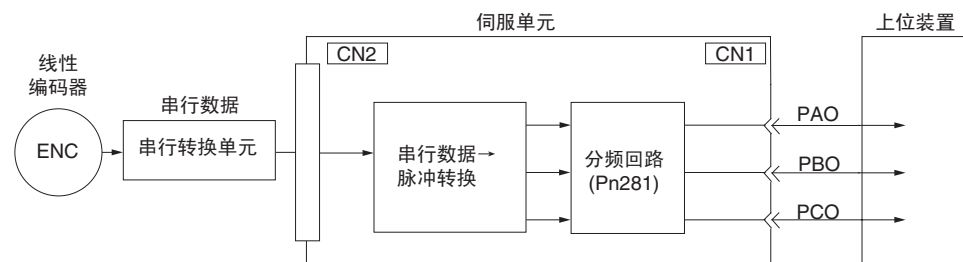 伺服单元
上位装置
CN2
CN1
线性
编码器
串行数据
ENC
串行转换单元
串行数据→
脉冲转换
分频回路
(Pn281)
PAO
PBO
PCO